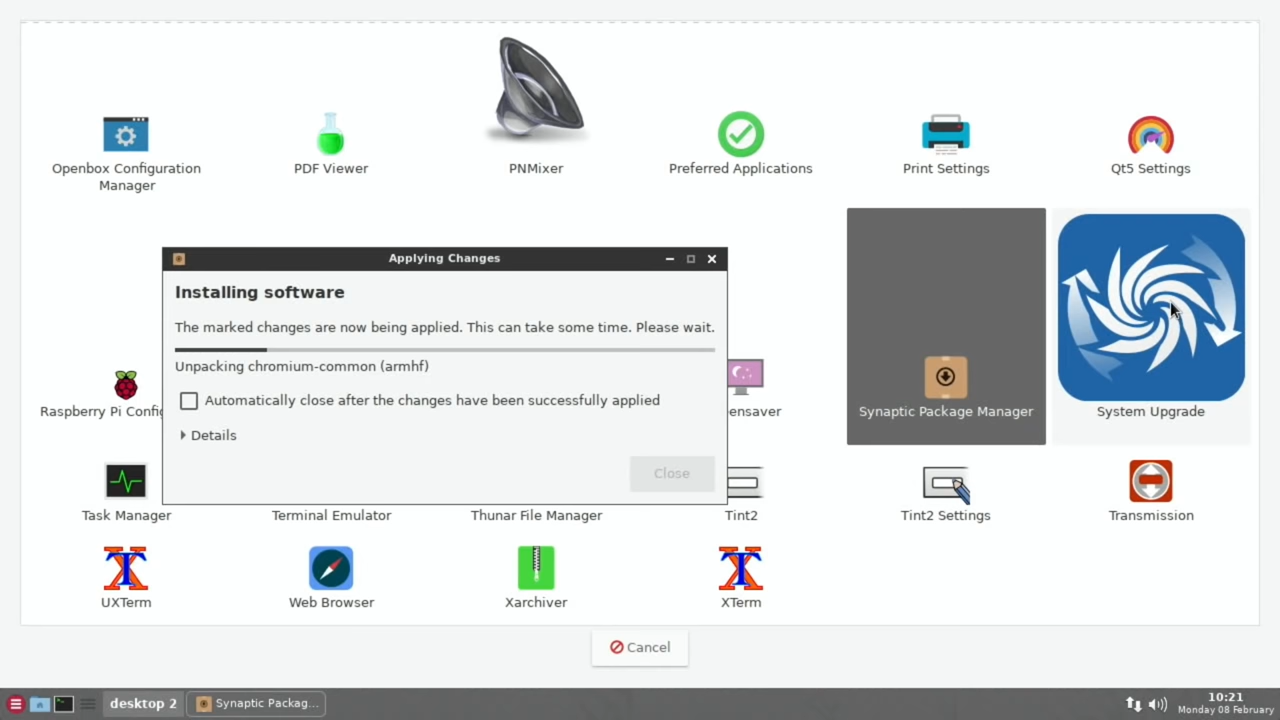 Openbox Configuration
Manager
PDF Viewer
PNMixer
Preferred Applications
Print Settings
Qt5 Settings
Applying Changes
Installing software
The marked changes are now being applied. This can take some time. Please wait.
Unpacking chromium-common (armhf)
Automatically close after the changes have been successfully applied
Details
Close
Raspberry Pi Config
ensaver
Synaptic Package Manager
System Upgrade
Task Manager
Terminal Emulator
Thunar File Manager
Tint2
Tint2 Settings
Transmission
UXTerm
Web Browser
Xarchiver
XTerm
Cancel
desktop 2
Synaptic Packag...
10:21
Monday 08 February